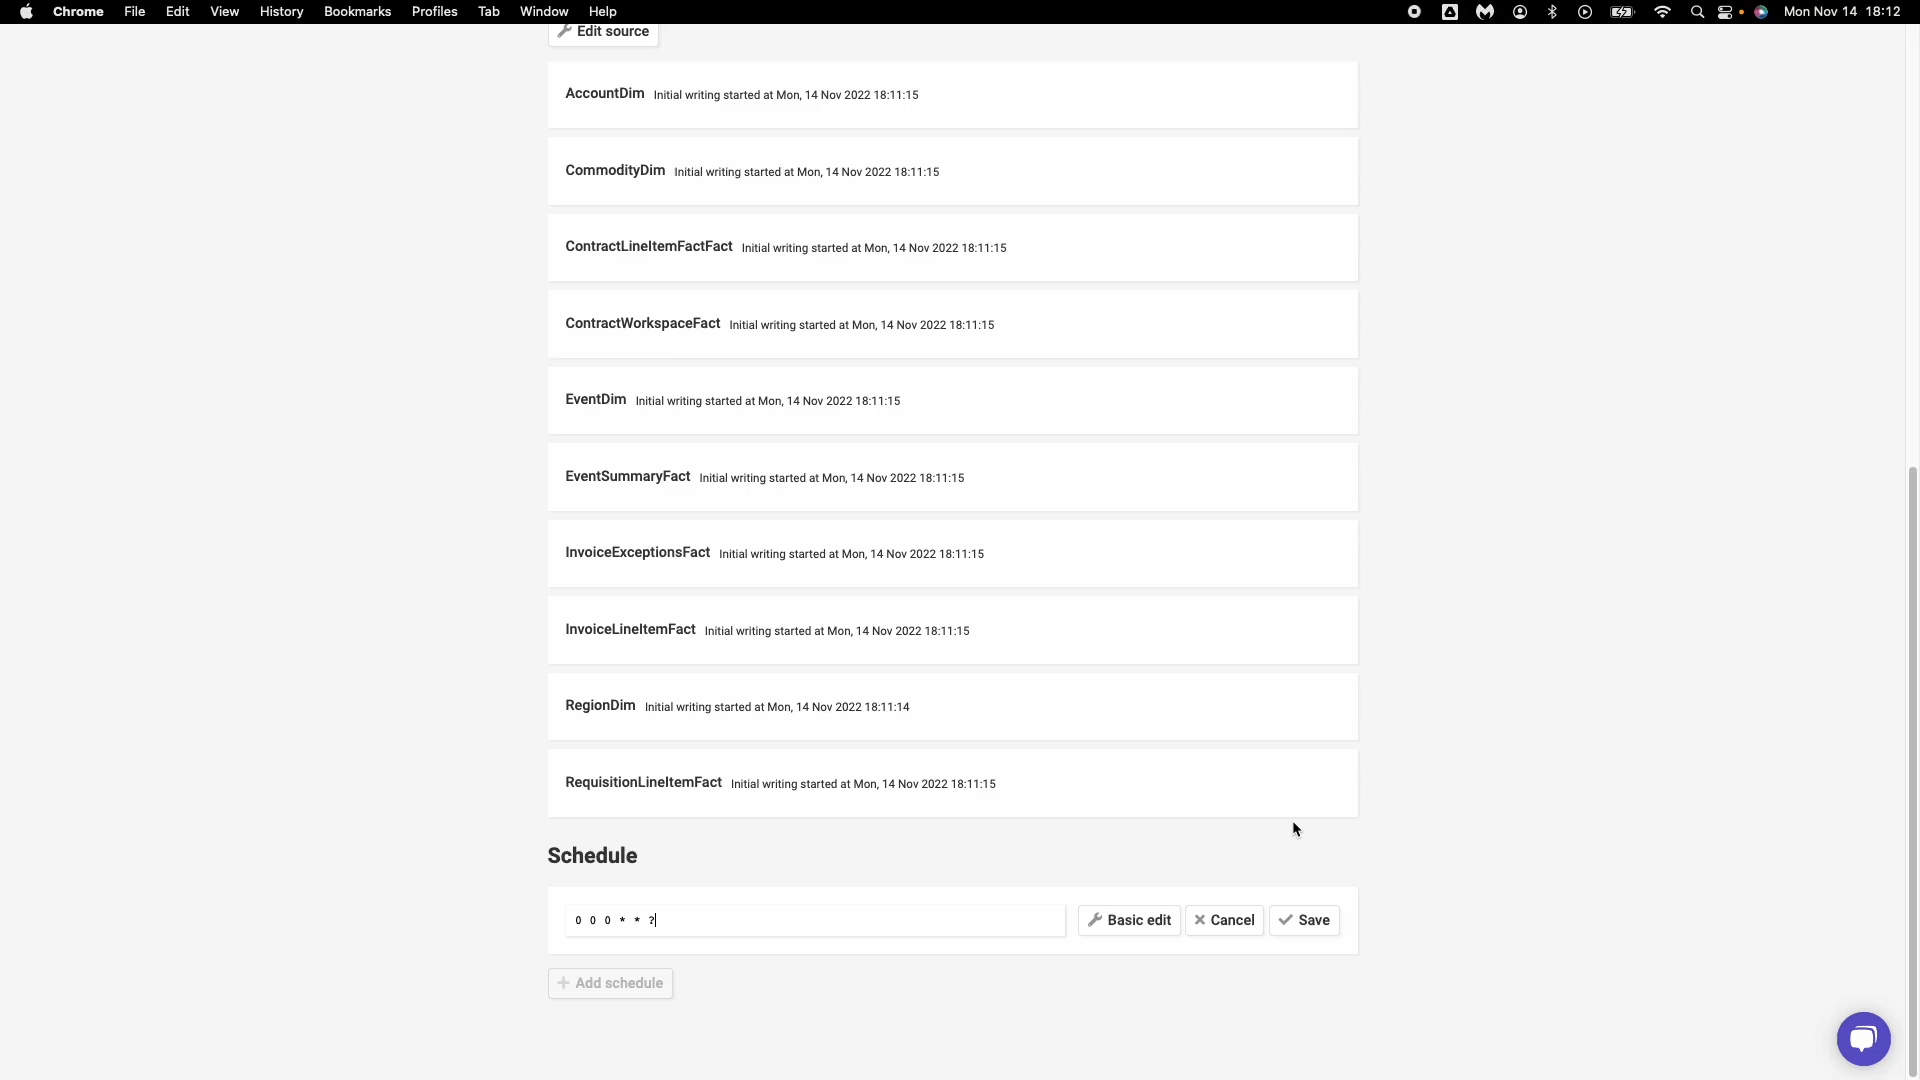 Chrome File Edit View History Bookmarks Profiles Tab Window Help Mon Nov 14 18:12
Edit source
AccountDim Initial writing started at Mon, 14 Nov 2022 18:11:15
CommodityDim Initial writing started at Mon, 14 Nov 2022 18:11:15
ContractLineItemFactFact Initial writing started at Mon, 14 Nov 2022 18:11:15
ContractWorkspaceFact Initial writing started at Mon, 14 Nov 2022 18:11:15
EventDim Initial writing started at Mon, 14 Nov 2022 18:11:15
EventSummaryFact Initial writing started at Mon, 14 Nov 2022 18:11:15
InvoiceExceptionsFact Initial writing started at Mon, 14 Nov 2022 18:11:15
InvoiceLineItemFact Initial writing started at Mon, 14 Nov 2022 18:11:15
RegionDim Initial writing started at Mon, 14 Nov 2022 18:11:14
RequisitionLineItemFact Initial writing started at Mon, 14 Nov 2022 18:11:15
Schedule
0 0 0 * * ? Basic edit Cancel Save
Add schedule